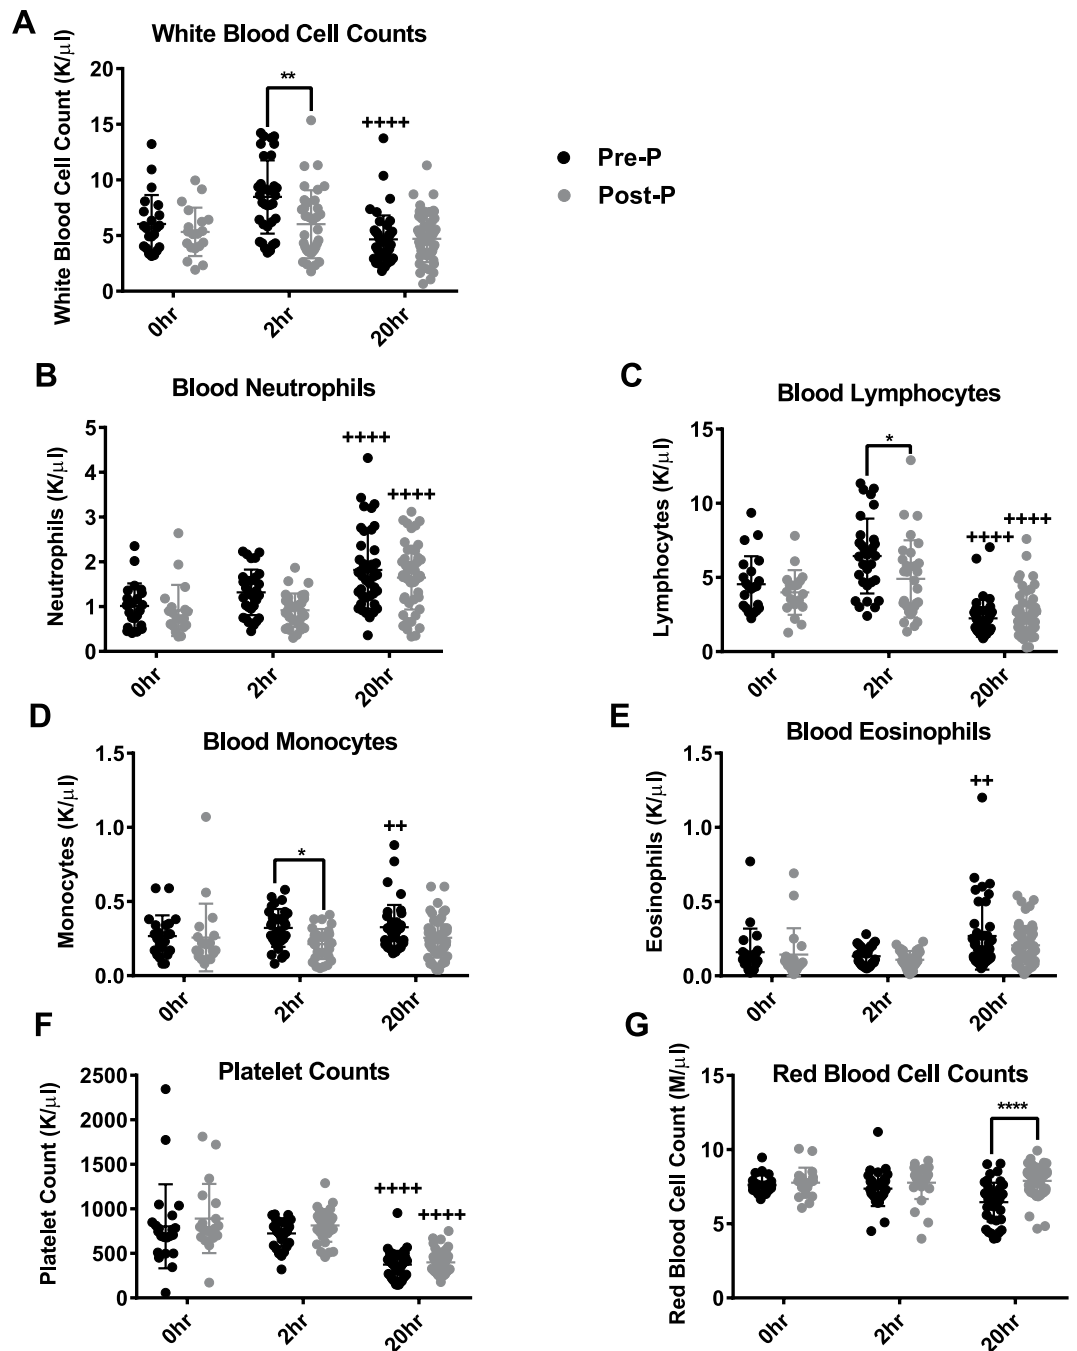 A
White Blood Cell Counts
White Blood Cell Count (K/μl)
20
15
10
5
0
**
++++
0hr
2hr
20hr
Pre-P
Post-P
B
Blood Neutrophils
Neutrophils (K/μl)
5
4
3
2
1
0
++++
++++
0hr
2hr
20hr
C
Blood Lymphocytes
Lymphocytes (K/μl)
15
10
5
0
*
++++
++++
0hr
2hr
20hr
D
Blood Monocytes
Monocytes (K/μl)
1.5
1.0
0.5
0.0
*
++
0hr
2hr
20hr
E
Blood Eosinophils
Eosinophils (K/μl)
1.5
1.0
0.5
0.0
++
0hr
2hr
20hr
F
Platelet Counts
Platelet Count (K/μl)
2500
2000
1500
1000
500
0
++++
++++
0hr
2hr
20hr
G
Red Blood Cell Counts
Red Blood Cell Count (M/μl)
15
10
5
0
****
0hr
2hr
20hr